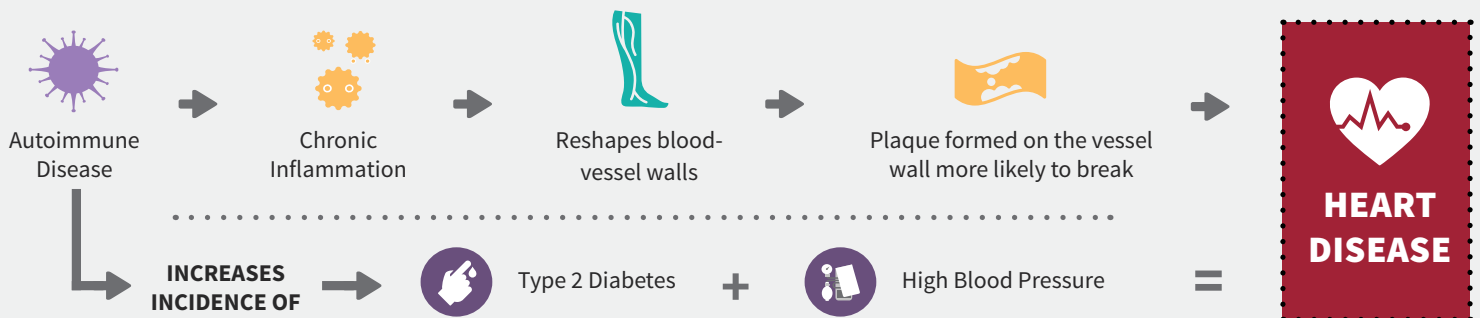 Autoimmune
Disease
Chronic
Inflammation
Reshapes blood-
vessel walls
Plaque formed on the vessel
wall more likely to break
HEART
DISEASE
INCREASES
INCIDENCE OF
Type 2 Diabetes
+
High Blood Pressure
=